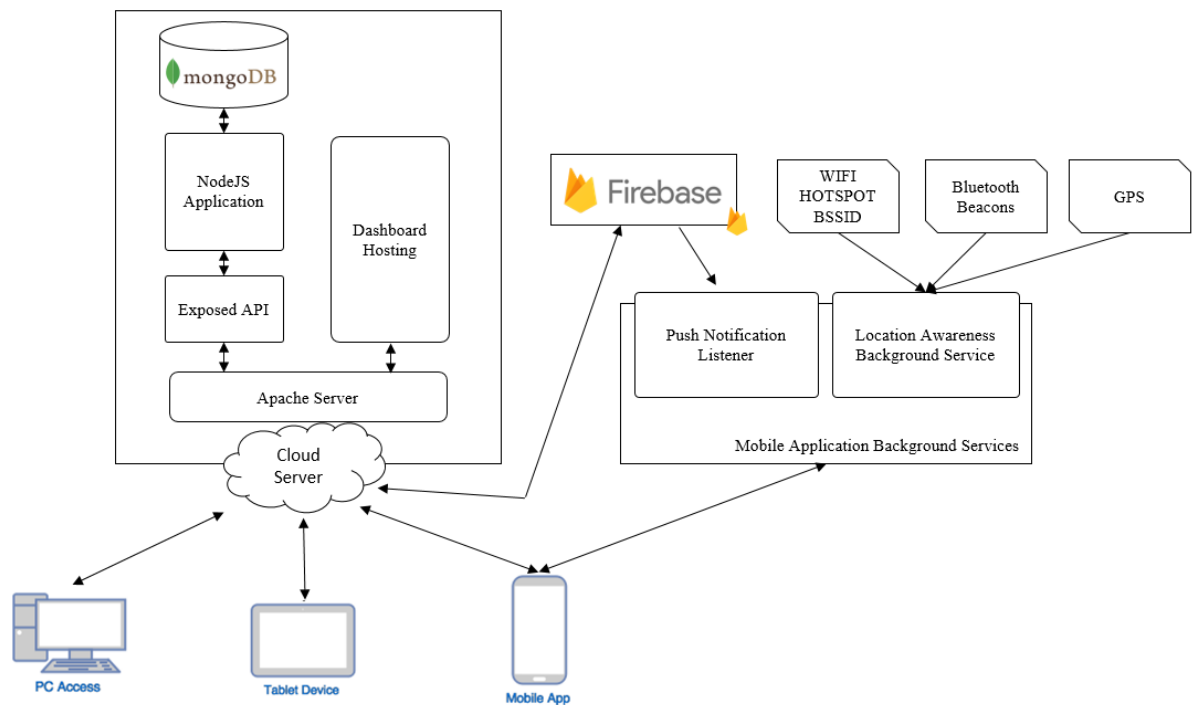 mongoDB
NodeJS
Application
Exposed API
Dashboard
Hosting
Apache Server
Cloud
Server
Firebase
WIFI
HOTSPOT
BSSID
Bluetooth
Beacons
GPS
Push Notification
Listener
Location Awareness
Background Service
Mobile Application Background Services
PC Access
Tablet Device
Mobile App